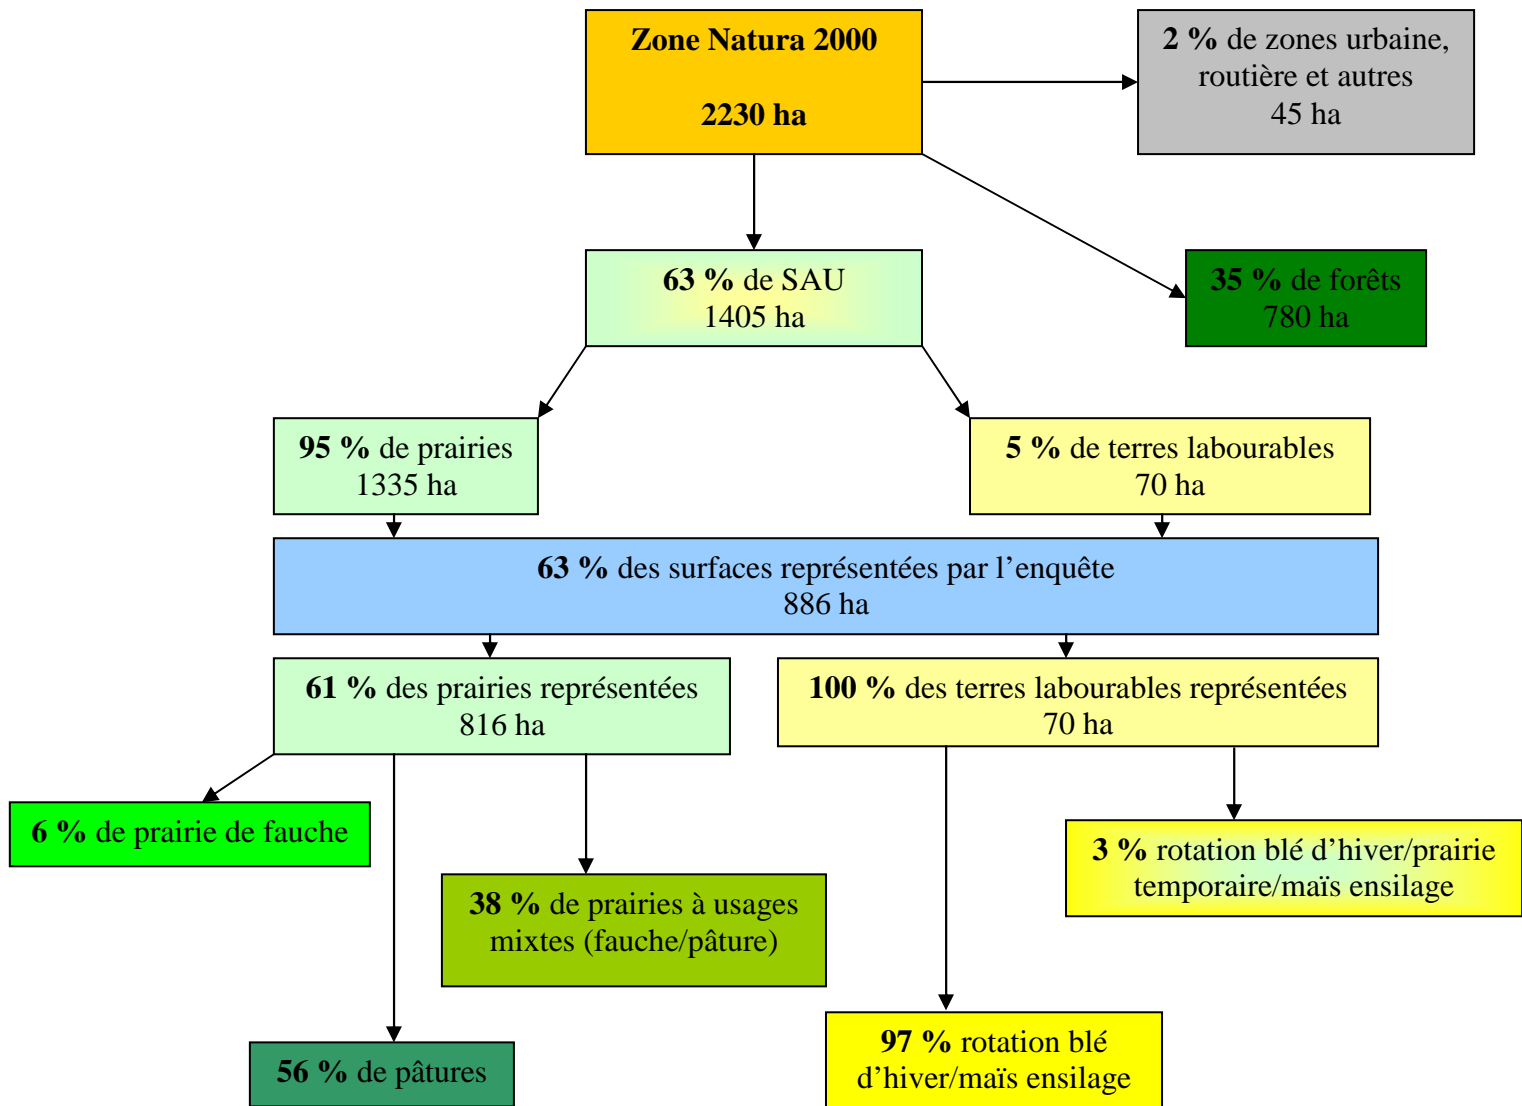 Zone Natura 2000
2230 ha
2 % de zones urbaine,
routière et autres
45 ha
63 % de SAU
1405 ha
35 % de forêts
780 ha
95 % de prairies
1335 ha
5 % de terres labourables
70 ha
63 % des surfaces représentées par l’enquête
886 ha
61 % des prairies représentées
816 ha
100 % des terres labourables représentées
70 ha
6 % de prairie de fauche
3 % rotation blé d’hiver/prairie
temporaire/maïs ensilage
38 % de prairies à usages
mixtes (fauche/pâture)
97 % rotation blé
d’hiver/maïs ensilage
56 % de pâtures